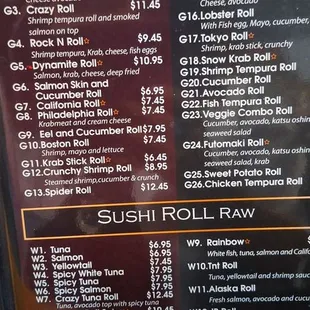 G3. Crazy Roll $11.45
Shrimp tempura roll and smoked
salmon on top
G4. Rock N Roll☆ $9.45
Shrimp tempura, Krab, cheese, fish eggs
G5. Dynamite Roll☆ $10.95
Salmon, krab, cheese, deep fried
G6. Salmon Skin and
Cucumber Roll $6.95
G7. California Roll☆ $7.45
G8. Philadelphia Roll☆ $7.45
Krabmeat and cream cheese
G9. Eel and Cucumber Roll $7.95
G10. Boston Roll $7.45
Shrimp, mayo and lettuce
G11. Krab Stick Roll☆ $6.45
G12. Crunchy Shrimp Roll $8.95
Steamed shrimp, cucumber & crunch
G13. Spider Roll $12.45
Cheese, avocado
G16. Lobster Roll
With Fish egg, Mayo, cucumber,
G17. Tokyo Roll☆
Shrimp, krab stick, crunchy
G18. Snow Krab Roll☆
G19. Shrimp Tempura Roll
G20. Cucumber Roll
G21. Avocado Roll
G22. Fish Tempura Roll
G23. Veggie Combo Roll
Cucumber, avocado, katsu oshin
seaweed salad
G24. Futomaki Roll☆
Cucumber, avocado, katsu oshin
seaweed salad, krab
G25. Sweet Potato Roll
G26. Chicken Tempura Roll
SUSHI ROLL RAW
W1. Tuna $6.95
W2. Salmon $6.95
W3. Yellowtail $7.45
W4. Spicy White Tuna $7.95
W5. Spicy Tuna $7.95
W6. Spicy Salmon $7.95
W7. Crazy Tuna Roll $12.45
Tuna, avocado top with spicy tuna
W9. Rainbow☆
White fish, tuna, salmon and Calif
W10. Tnt Roll
Tuna, yellowtail and shrimp sauce
W11. Alaska Roll
Fresh salmon, avocado and cucu